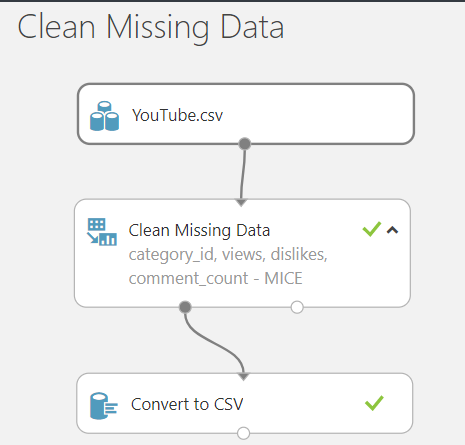 Clean Missing Data
YouTube.csv
Clean Missing Data
category_id, views, dislikes,
comment_count - MICE
Convert to CSV